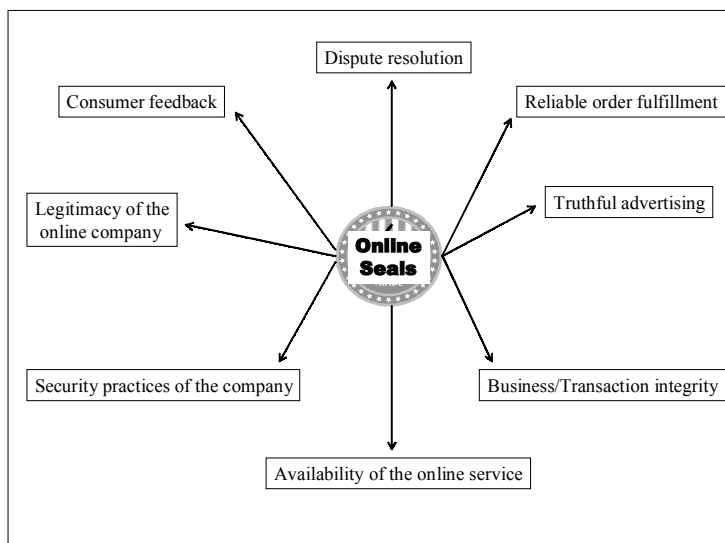 Dispute resolution
Consumer feedback
Reliable order fulfillment
Legitimacy of the
online company
Truthful advertising
Online
Seals
Security practices of the company
Business/Transaction integrity
Availability of the online service